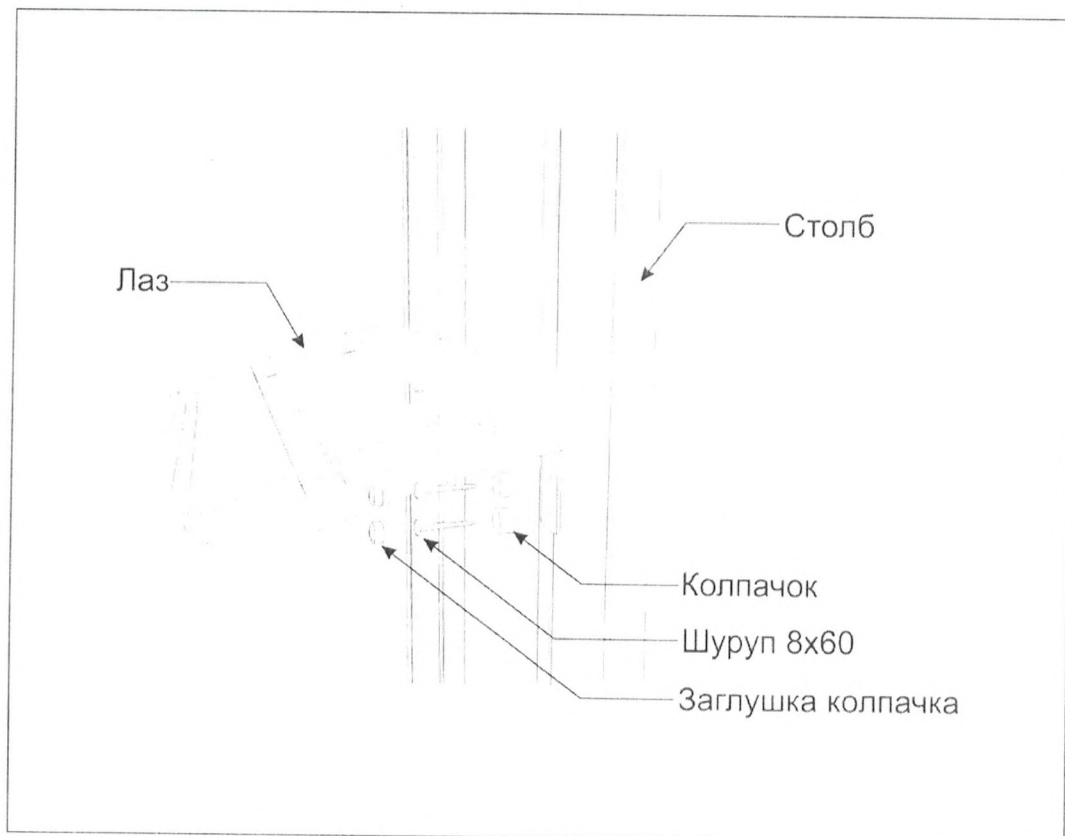 Столб
Лаз
Колпачок
Шуруп 8х60
Заглушка колпачка